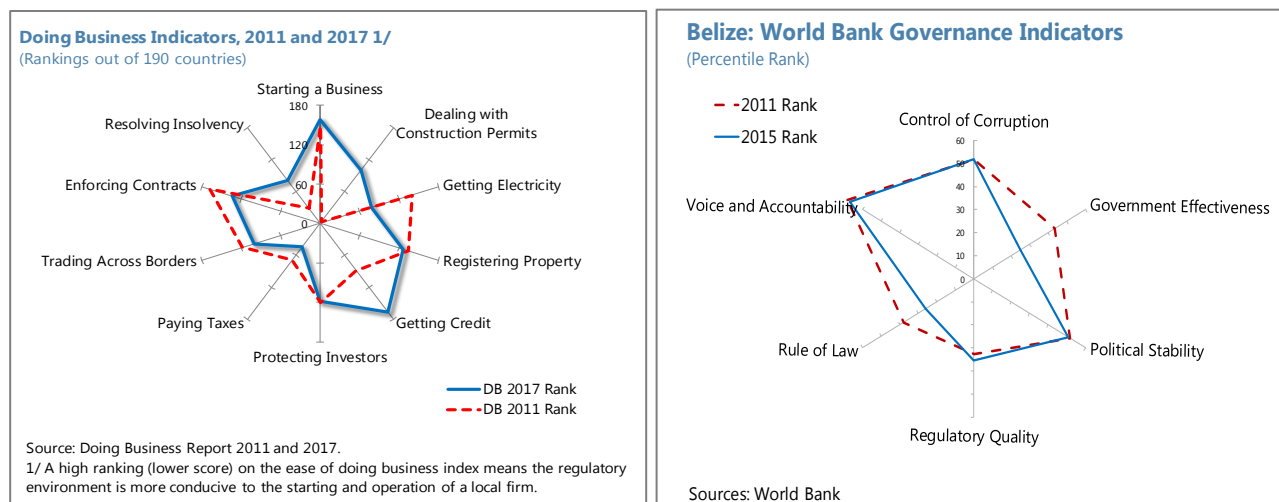 Doing Business Indicators, 2011 and 2017 1/
(Rankings out of 190 countries)
Starting a Business
180
Dealing with
Construction Permits
Resolving Insolvency
120
Enforcing Contracts
60
Getting Electricity
0
Trading Across Borders
Registering Property
Paying Taxes
Getting Credit
Protecting Investors
DB 2017 Rank
DB 2011 Rank
Source: Doing Business Report 2011 and 2017.
1/ A high ranking (lower score) on the ease of doing business index means the regulatory
environment is more conducive to the starting and operation of a local firm.
Belize: World Bank Governance Indicators
(Percentile Rank)
2011 Rank
2015 Rank
Control of Corruption
60
50
40
30
20
10
0
Voice and Accountability
Government Effectiveness
Rule of Law
Political Stability
Regulatory Quality
Sources: World Bank